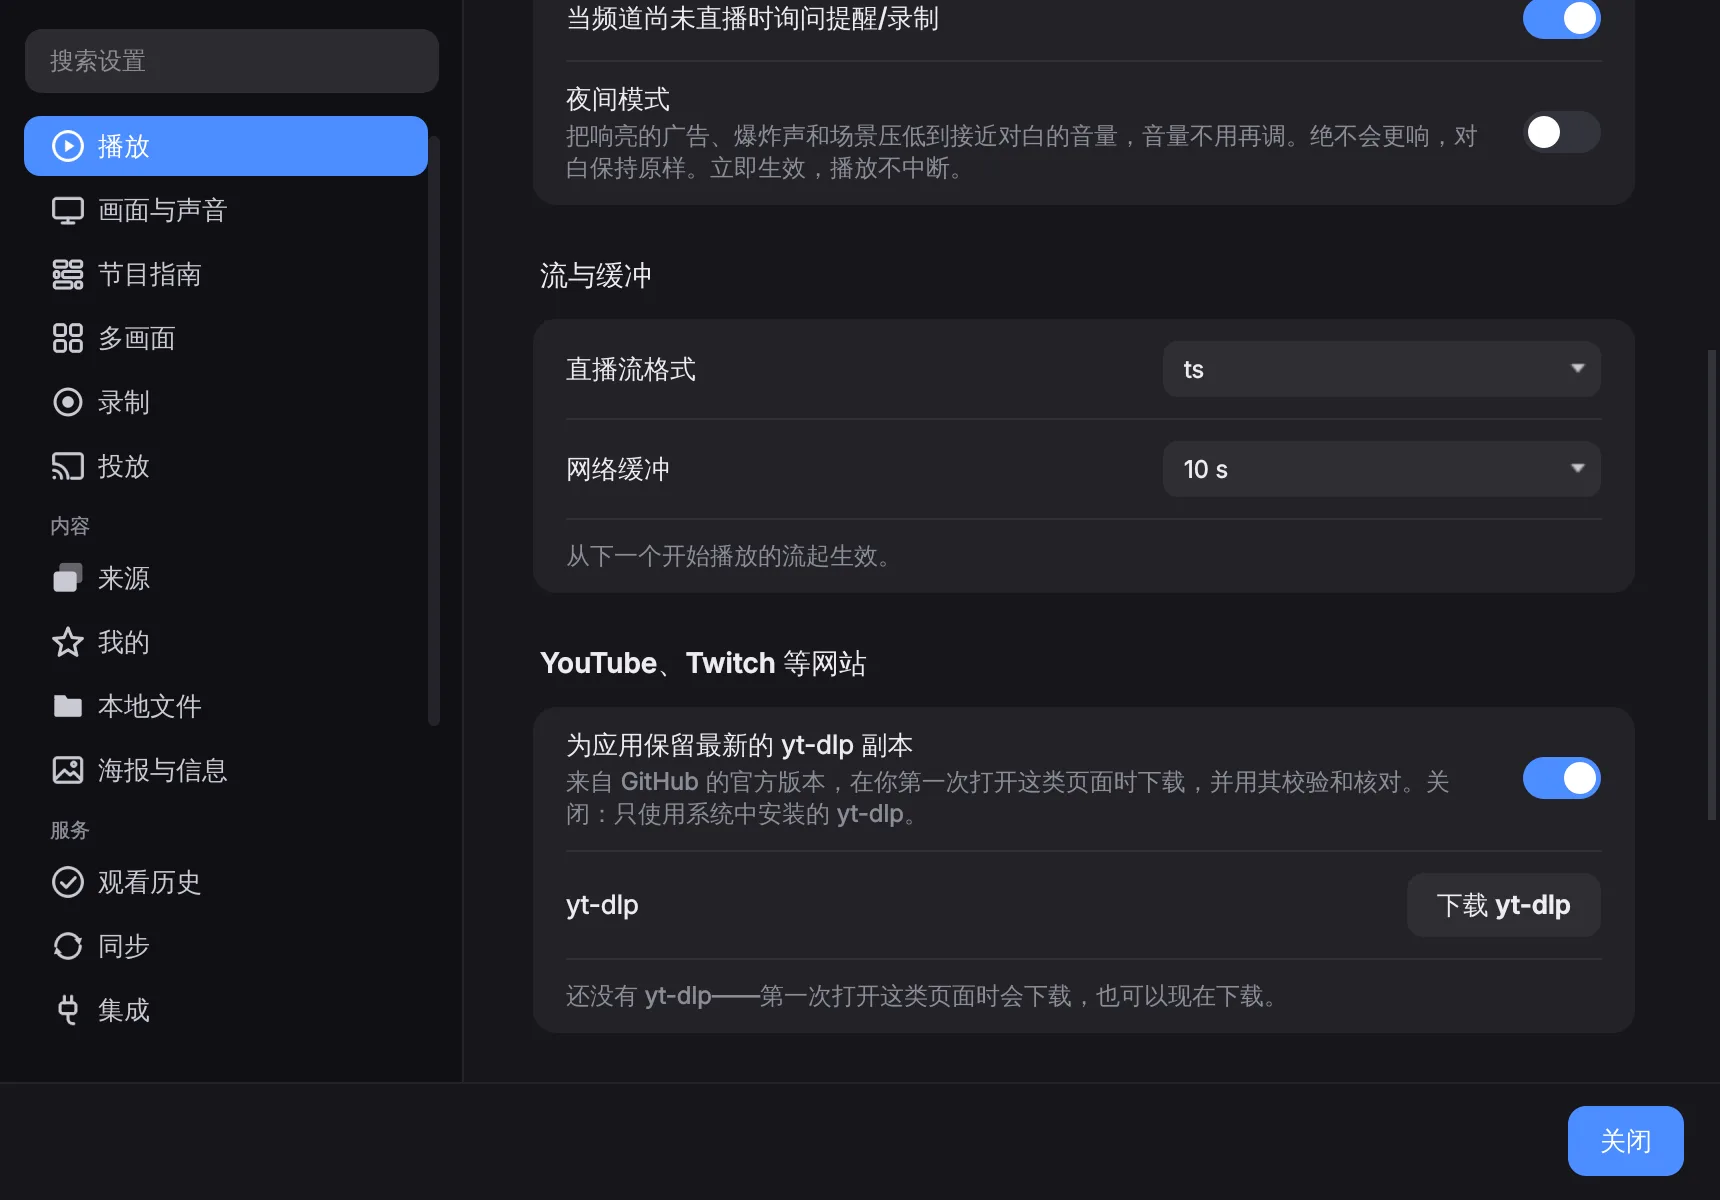 搜索设置
播放
画面与声音
节目指南
多画面
录制
投放
内容
来源
我的
本地文件
海报与信息
服务
观看历史
同步
集成
当频道尚未直播时询问提醒/录制
夜间模式
把响亮的广告、爆炸声和场景压低到接近对白的音量，音量不用再调。绝不会更响，对
白保持原样。立即生效，播放不中断。
流与缓冲
直播流格式
ts
网络缓冲
10 s
从下一个开始播放的流起生效。
YouTube、Twitch 等网站
为应用保留最新的 yt-dlp 副本
来自 GitHub 的官方版本，在你第一次打开这类页面时下载，并用其校验和核对。关
闭：只使用系统中安装的 yt-dlp。
yt-dlp
下载 yt-dlp
还没有 yt-dlp——第一次打开这类页面时会下载，也可以现在下载。
关闭